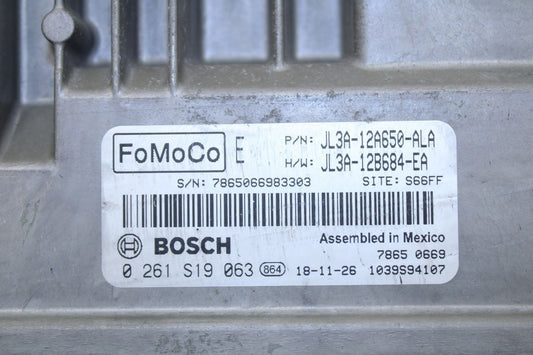 FoMoCo E P/N: JL3A-12A650-ALA
H/W: JL3A-12B684-EA
S/N: 7865066983303 SITE: S66FF
BOSCH Assembled in Mexico
7865 0669
0 261 S19 063 864 18-11-26 1039S94107